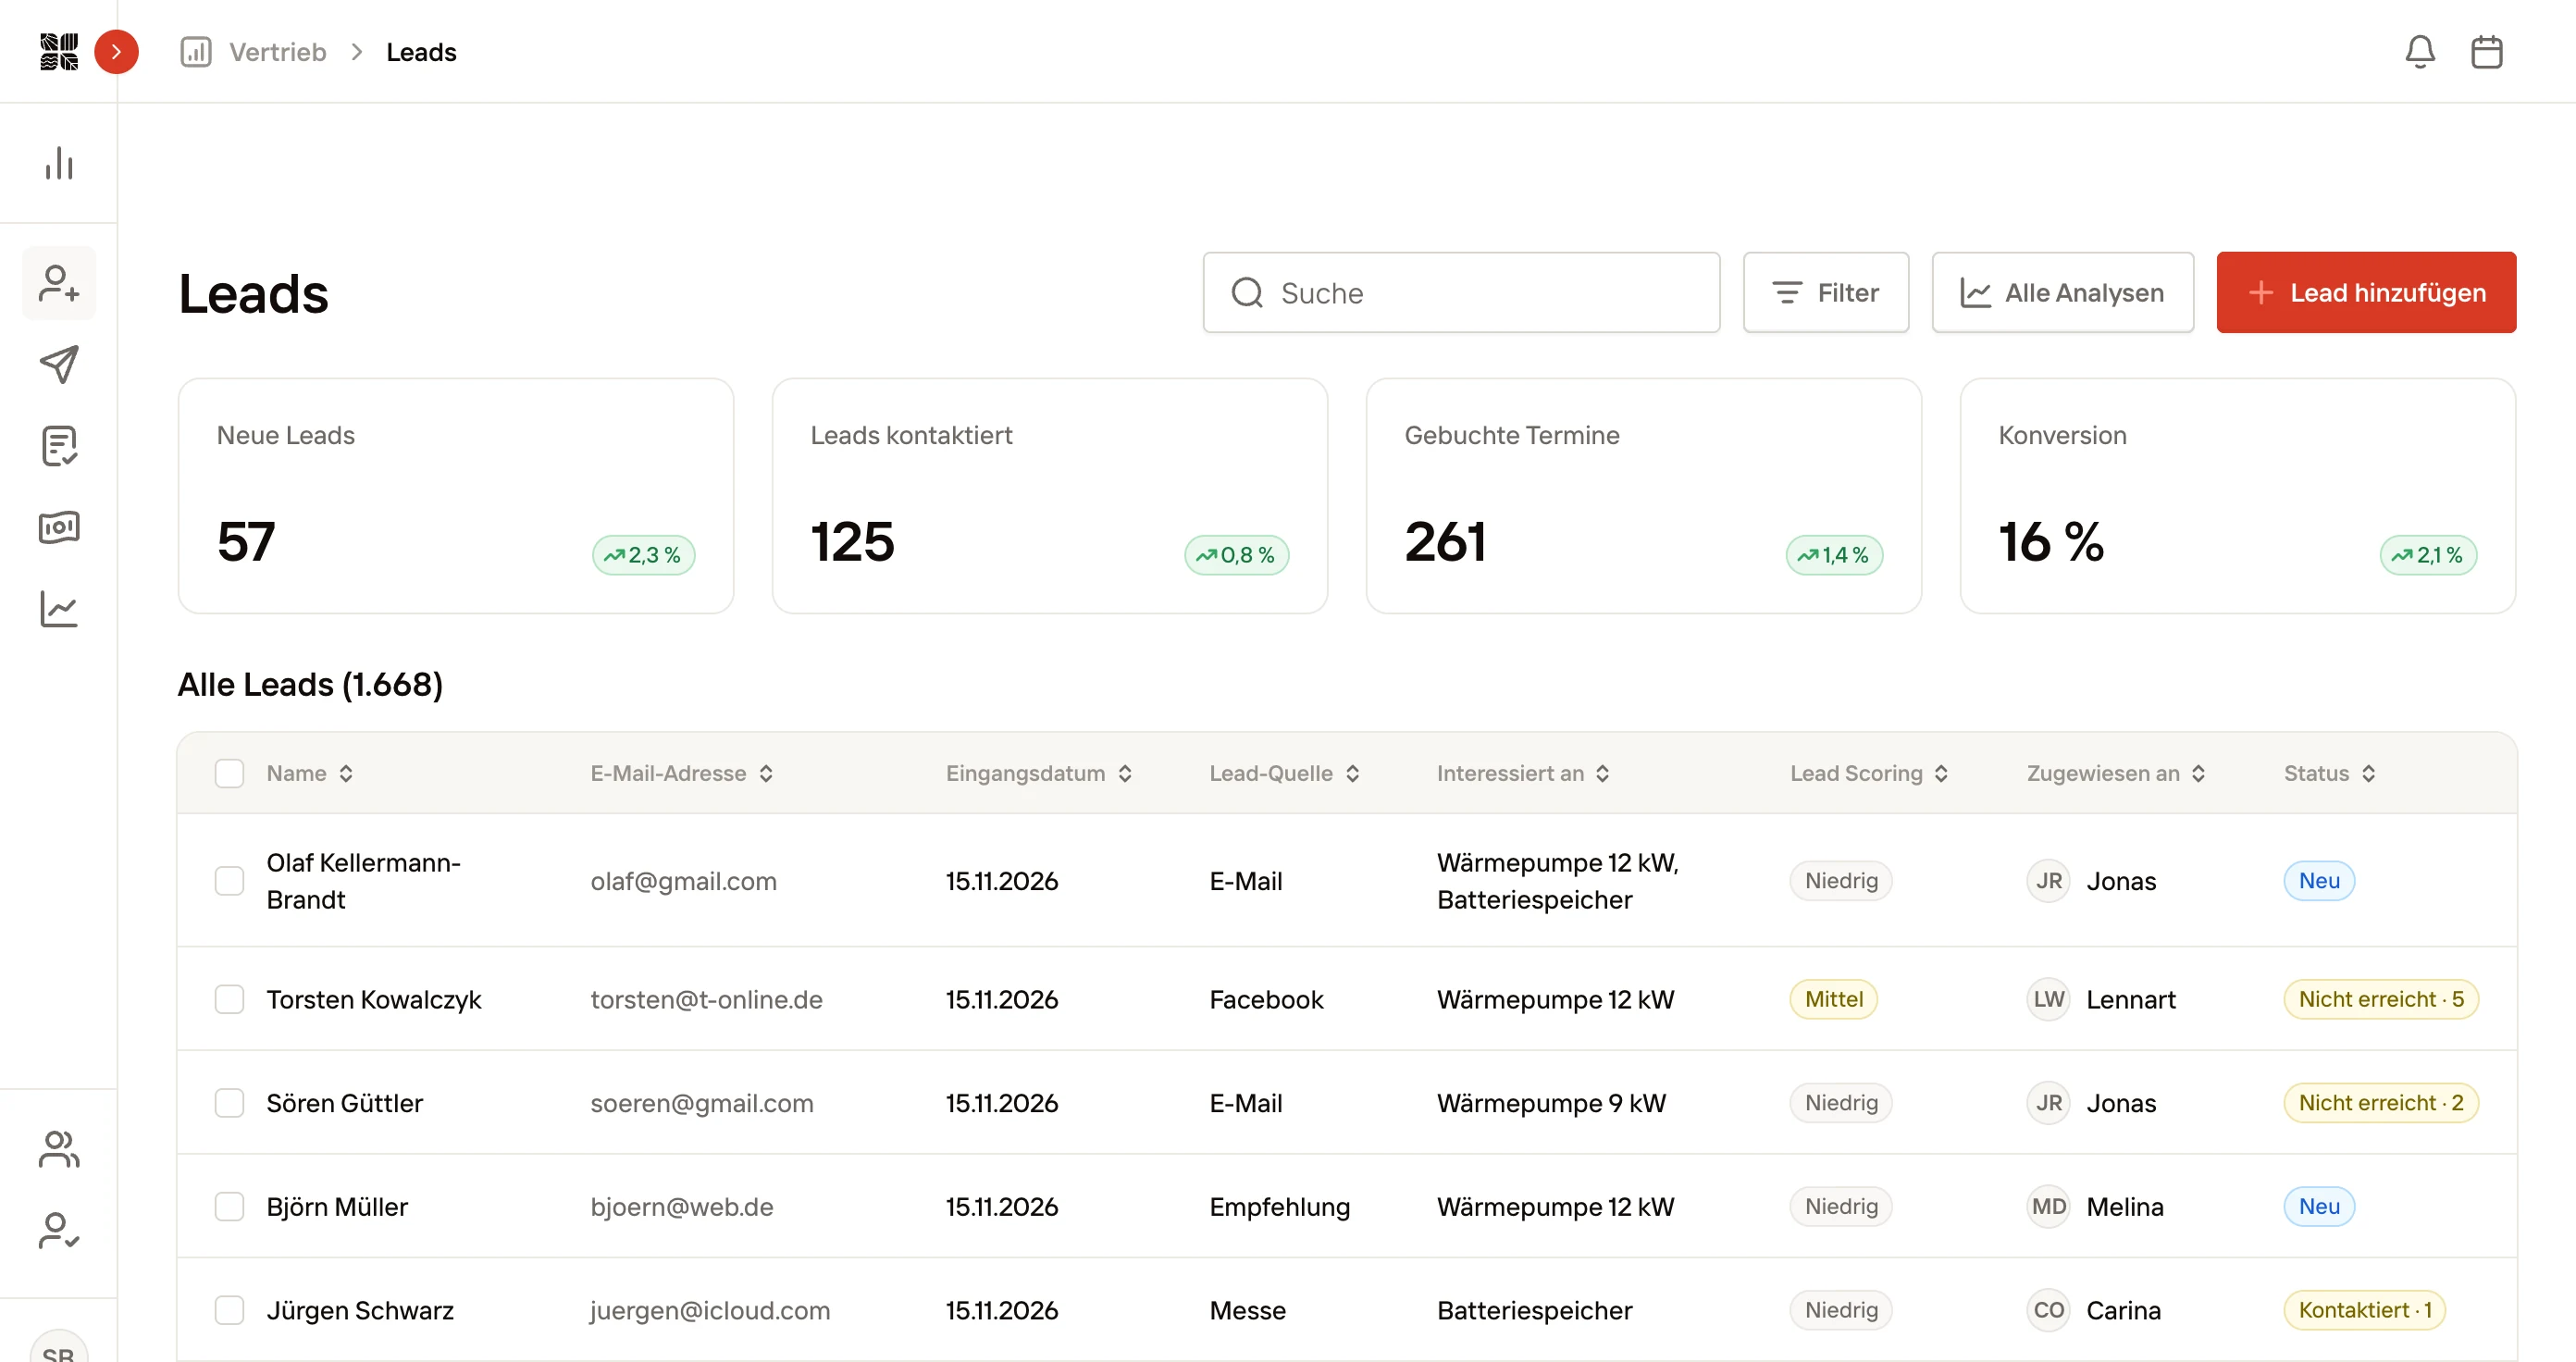 Vertrieb > Leads
Leads
Suche
Filter
Alle Analysen
Lead hinzufügen
Neue Leads
57
2,3 %
Leads kontaktiert
125
0,8 %
Gebuchte Termine
261
1,4 %
Konversion
16 %
2,1 %
Alle Leads (1.668)
Name E-Mail-Adresse Eingangsdatum Lead-Quelle Interessiert an Lead Scoring Zugewiesen an Status
Olaf Kellermann-
Brandt
olaf@gmail.com 15.11.2026 E-Mail
Wärmepumpe 12 kW,
Batteriespeicher
Niedrig JR Jonas Neu
Torsten Kowalczyk torsten@t-online.de 15.11.2026 Facebook Wärmepumpe 12 kW Mittel LW Lennart Nicht erreicht · 5
Sören Güttler soeren@gmail.com 15.11.2026 E-Mail Wärmepumpe 9 kW Niedrig JR Jonas Nicht erreicht · 2
Björn Müller bjoern@web.de 15.11.2026 Empfehlung Wärmepumpe 12 kW Niedrig MD Melina Neu
Jürgen Schwarz juergen@icloud.com 15.11.2026 Messe Batteriespeicher Niedrig CO Carina Kontaktiert · 1
SB